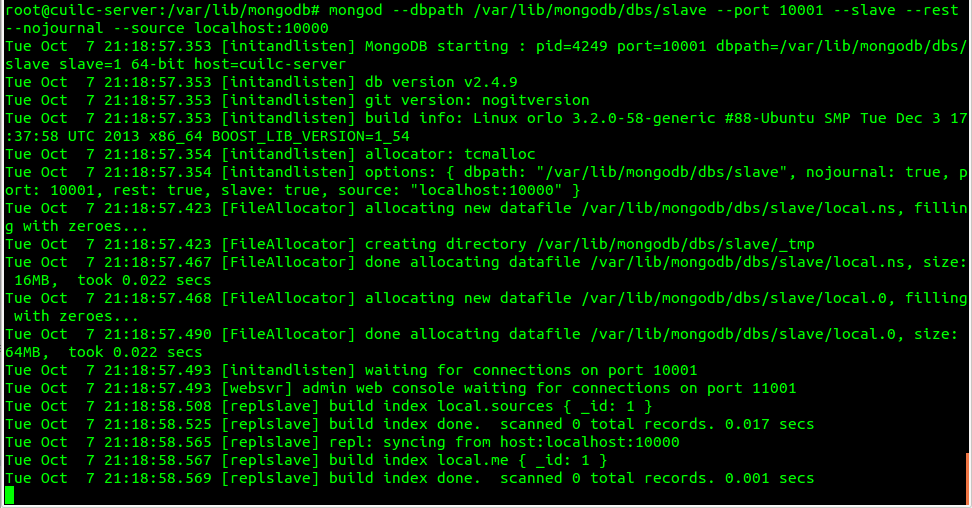 root@cuilc-server:/var/lib/mongodb# mongod --dbpath /var/lib/mongodb/dbs/slave --port 10001 --slave --rest
--nojournal --source localhost:10000
Tue Oct  7 21:18:57.353 [initandlisten] MongoDB starting : pid=4249 port=10001 dbpath=/var/lib/mongodb/dbs/
slave slave=1 64-bit host=cuilc-server
Tue Oct  7 21:18:57.353 [initandlisten] db version v2.4.9
Tue Oct  7 21:18:57.353 [initandlisten] git version: nogitversion
Tue Oct  7 21:18:57.353 [initandlisten] build info: Linux orlo 3.2.0-58-generic #88-Ubuntu SMP Tue Dec 3 17
:37:58 UTC 2013 x86_64 BOOST_LIB_VERSION=1_54
Tue Oct  7 21:18:57.354 [initandlisten] allocator: tcmalloc
Tue Oct  7 21:18:57.354 [initandlisten] options: { dbpath: "/var/lib/mongodb/dbs/slave", nojournal: true, p
ort: 10001, rest: true, slave: true, source: "localhost:10000" }
Tue Oct  7 21:18:57.423 [FileAllocator] allocating new datafile /var/lib/mongodb/dbs/slave/local.ns, fillin
g with zeroes...
Tue Oct  7 21:18:57.423 [FileAllocator] creating directory /var/lib/mongodb/dbs/slave/_tmp
Tue Oct  7 21:18:57.467 [FileAllocator] done allocating datafile /var/lib/mongodb/dbs/slave/local.ns, size:
 16MB,  took 0.022 secs
Tue Oct  7 21:18:57.468 [FileAllocator] allocating new datafile /var/lib/mongodb/dbs/slave/local.0, filling
 with zeroes...
Tue Oct  7 21:18:57.490 [FileAllocator] done allocating datafile /var/lib/mongodb/dbs/slave/local.0, size:
64MB,  took 0.022 secs
Tue Oct  7 21:18:57.493 [initandlisten] waiting for connections on port 10001
Tue Oct  7 21:18:57.493 [websvr] admin web console waiting for connections on port 11001
Tue Oct  7 21:18:58.508 [replslave] build index local.sources { _id: 1 }
Tue Oct  7 21:18:58.525 [replslave] build index done.  scanned 0 total records. 0.017 secs
Tue Oct  7 21:18:58.565 [replslave] repl: syncing from host:localhost:10000
Tue Oct  7 21:18:58.567 [replslave] build index local.me { _id: 1 }
Tue Oct  7 21:18:58.569 [replslave] build index done.  scanned 0 total records. 0.001 secs